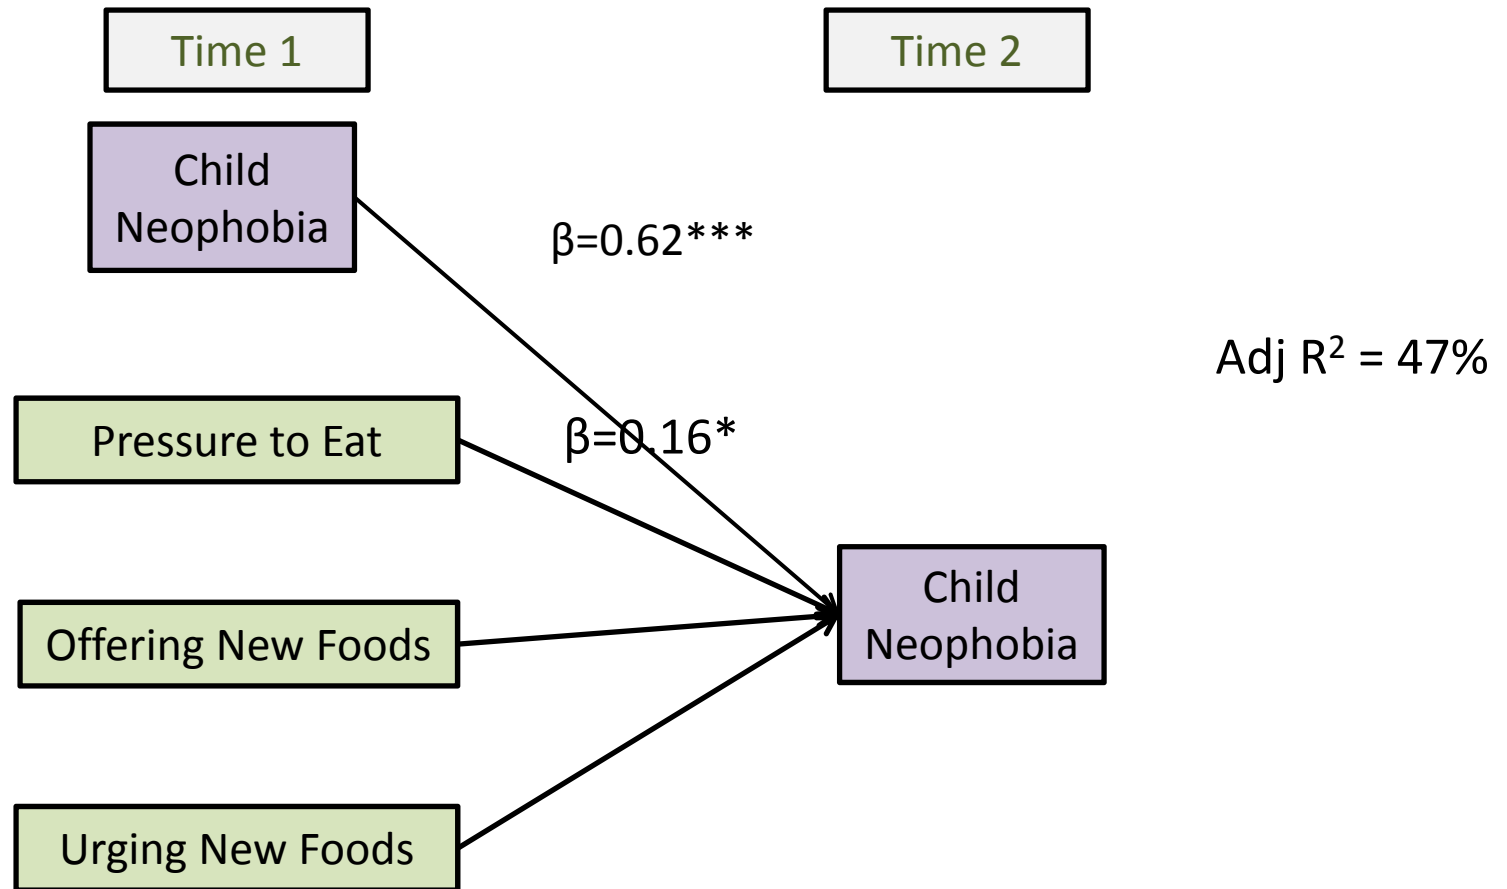 Time 1
Time 2
Child
Neophobia
β=0.62***
Adj R² = 47%
Pressure to Eat
β=0.16*
Child
Neophobia
Offering New Foods
Urging New Foods